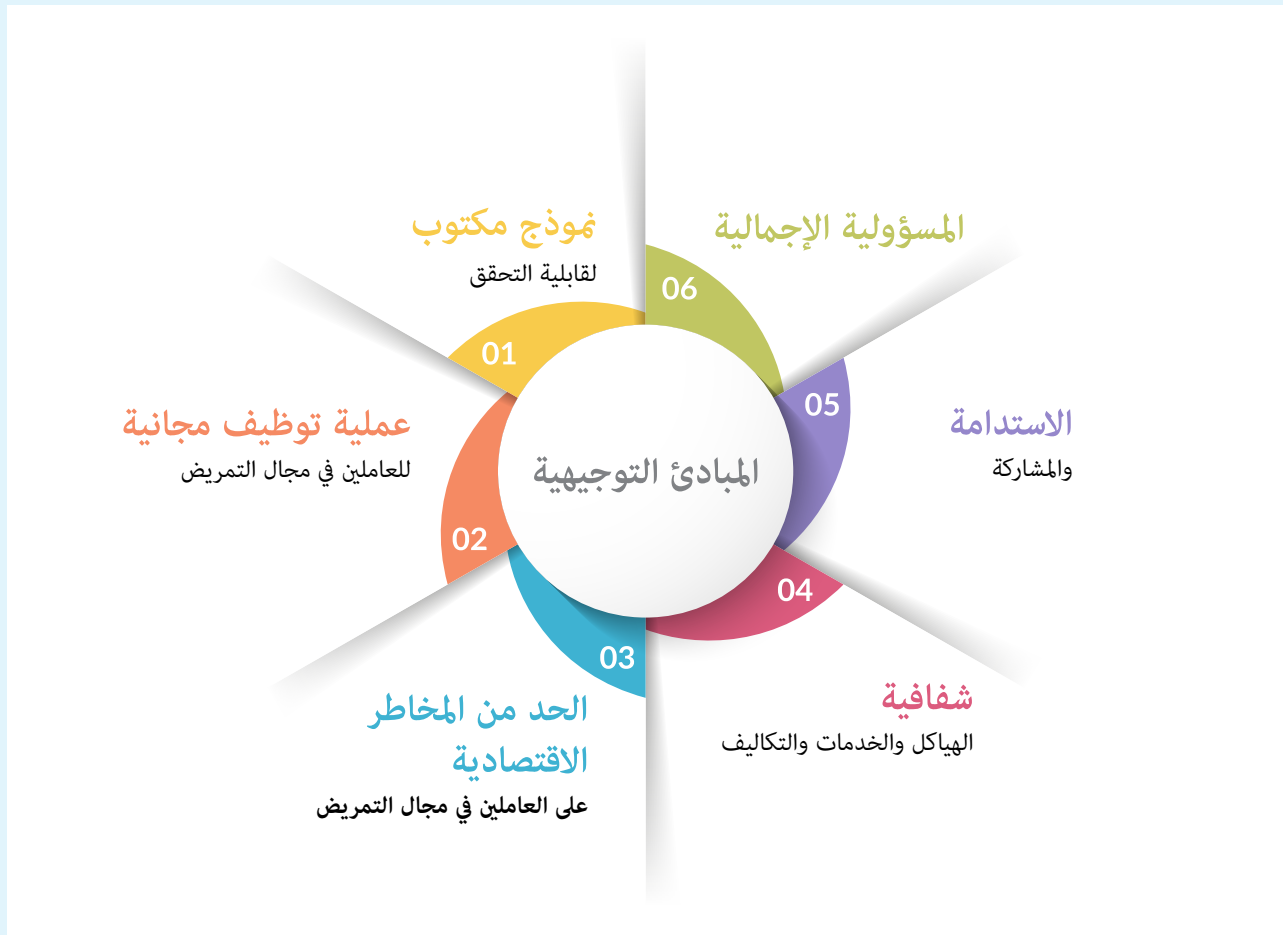 المبادئ التوجيهية
01
نموذج مكتوب
لقابلية التحقق
02
عملية توظيف مجانية
للعاملين في مجال التمريض
03
الحد من المخاطر
الاقتصادية
على العاملين في مجال التمريض
04
شفافية
الهياكل والخدمات والتكاليف
05
الاستدامة
والمشاركة
06
المسؤولية الإجمالية